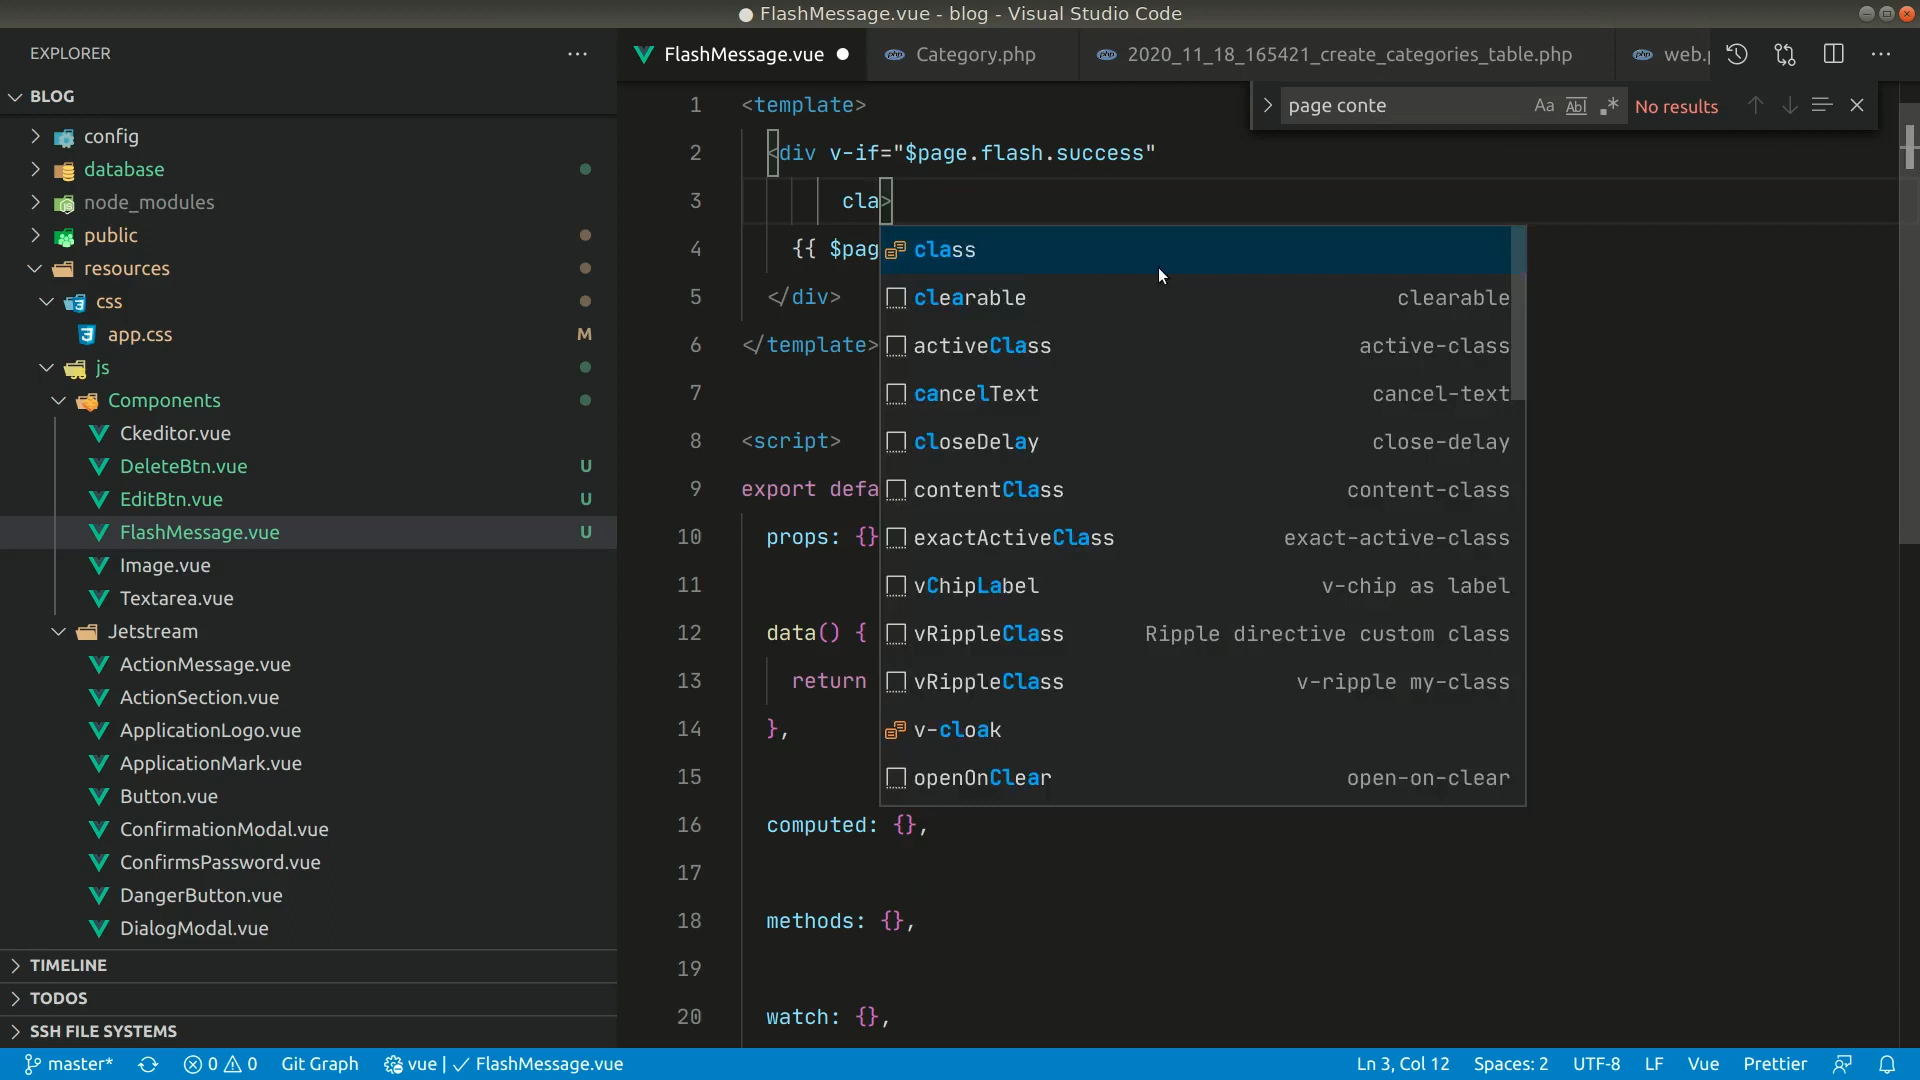 FlashMessage.vue - blog - Visual Studio Code
EXPLORER
BLOG
config
database
node_modules
public
resources
css
app.css M
js
Components
Ckeditor.vue
DeleteBtn.vue U
EditBtn.vue U
FlashMessage.vue U
Image.vue
Textarea.vue
Jetstream
ActionMessage.vue
ActionSection.vue
ApplicationLogo.vue
ApplicationMark.vue
Button.vue
ConfirmationModal.vue
ConfirmsPassword.vue
DangerButton.vue
DialogModal.vue
TIMELINE
TODOS
SSH FILE SYSTEMS
FlashMessage.vue Category.php 2020_11_18_165421_create_categories_table.php web.p
page conte Aa Abl .* No results
1 <template>
2 <div v-if="$page.flash.success"
3 cla>
4 {{ $pag
5 </div>
6 </template>
7
8 <script>
9 export defa
10 props: {}
11
12 data() {
13 return
14 },
15
16 computed: {},
17
18 methods: {},
19
20 watch: {},
class
clearable clearable
activeClass active-class
cancelText cancel-text
closeDelay close-delay
contentClass content-class
exactActiveClass exact-active-class
vChipLabel v-chip as label
vRippleClass Ripple directive custom class
vRippleClass v-ripple my-class
v-cloak
openOnClear open-on-clear
master* 0 0 Git Graph vue | FlashMessage.vue Ln 3, Col 12 Spaces: 2 UTF-8 LF Vue Prettier